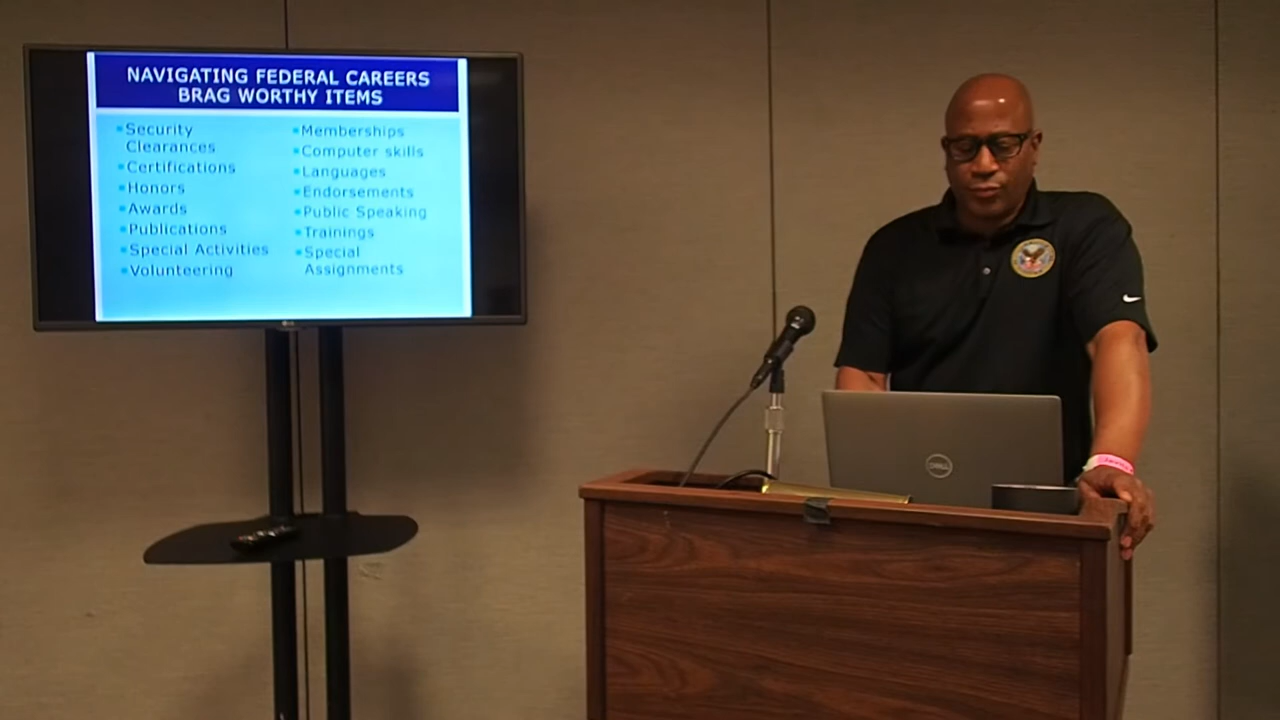 NAVIGATING FEDERAL CAREERS
BRAG WORTHY ITEMS
Security
Clearances
Certifications
Honors
Awards
Publications
Special Activities
Volunteering
Memberships
Computer skills
Languages
Endorsements
Public Speaking
Trainings
Special
Assignments
LG
DELL